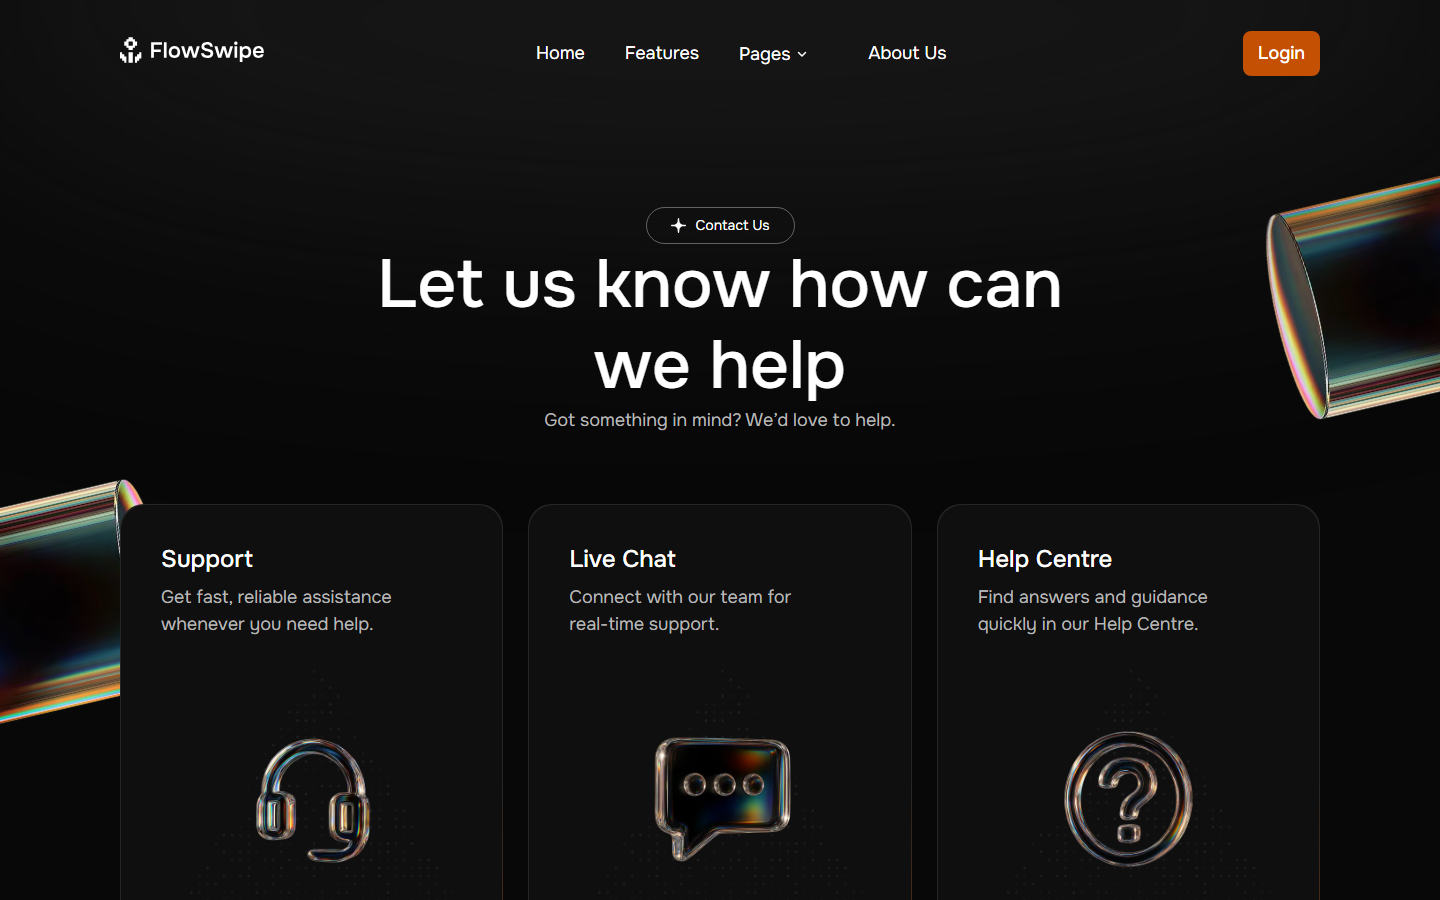 FlowSwipe
Home
Features
Pages
About Us
Login
Contact Us
Let us know how can
we help
Got something in mind? We’d love to help.
Support
Get fast, reliable assistance
whenever you need help.
Live Chat
Connect with our team for
real-time support.
Help Centre
Find answers and guidance
quickly in our Help Centre.